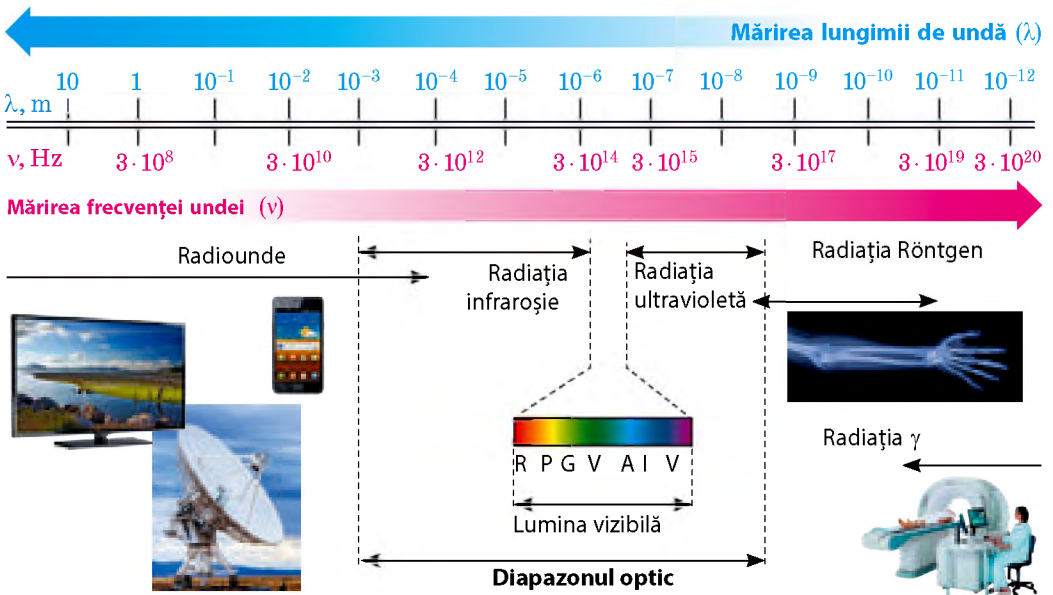 Mărirea lungimii de undă (λ)
10 1 10⁻¹ 10⁻² 10⁻³ 10⁻⁴ 10⁻⁵ 10⁻⁶ 10⁻⁷ 10⁻⁸ 10⁻⁹ 10⁻¹⁰ 10⁻¹¹ 10⁻¹²
λ, m
ν, Hz 3·10⁸ 3·10¹⁰ 3·10¹² 3·10¹⁴ 3·10¹⁵ 3·10¹⁷ 3·10¹⁹ 3·10²⁰
Mărirea frecvenței undei (ν)
Radiounde
Radiația
infraroșie
Radiația
ultravioletă
Radiația Röntgen
R P G V A I V
Lumina vizibilă
Radiația γ
Diapazonul optic